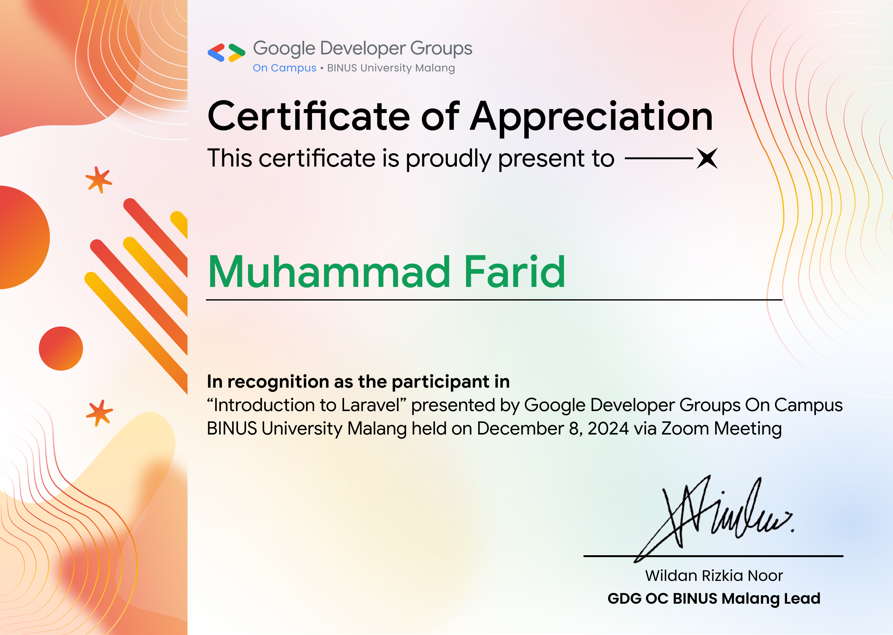 Google Developer Groups
On Campus • BINUS University Malang
Certificate of Appreciation
This certificate is proudly present to
Muhammad Farid
In recognition as the participant in
“Introduction to Laravel” presented by Google Developer Groups On Campus
BINUS University Malang held on December 8, 2024 via Zoom Meeting
Wildan Rizkia Noor
GDG OC BINUS Malang Lead